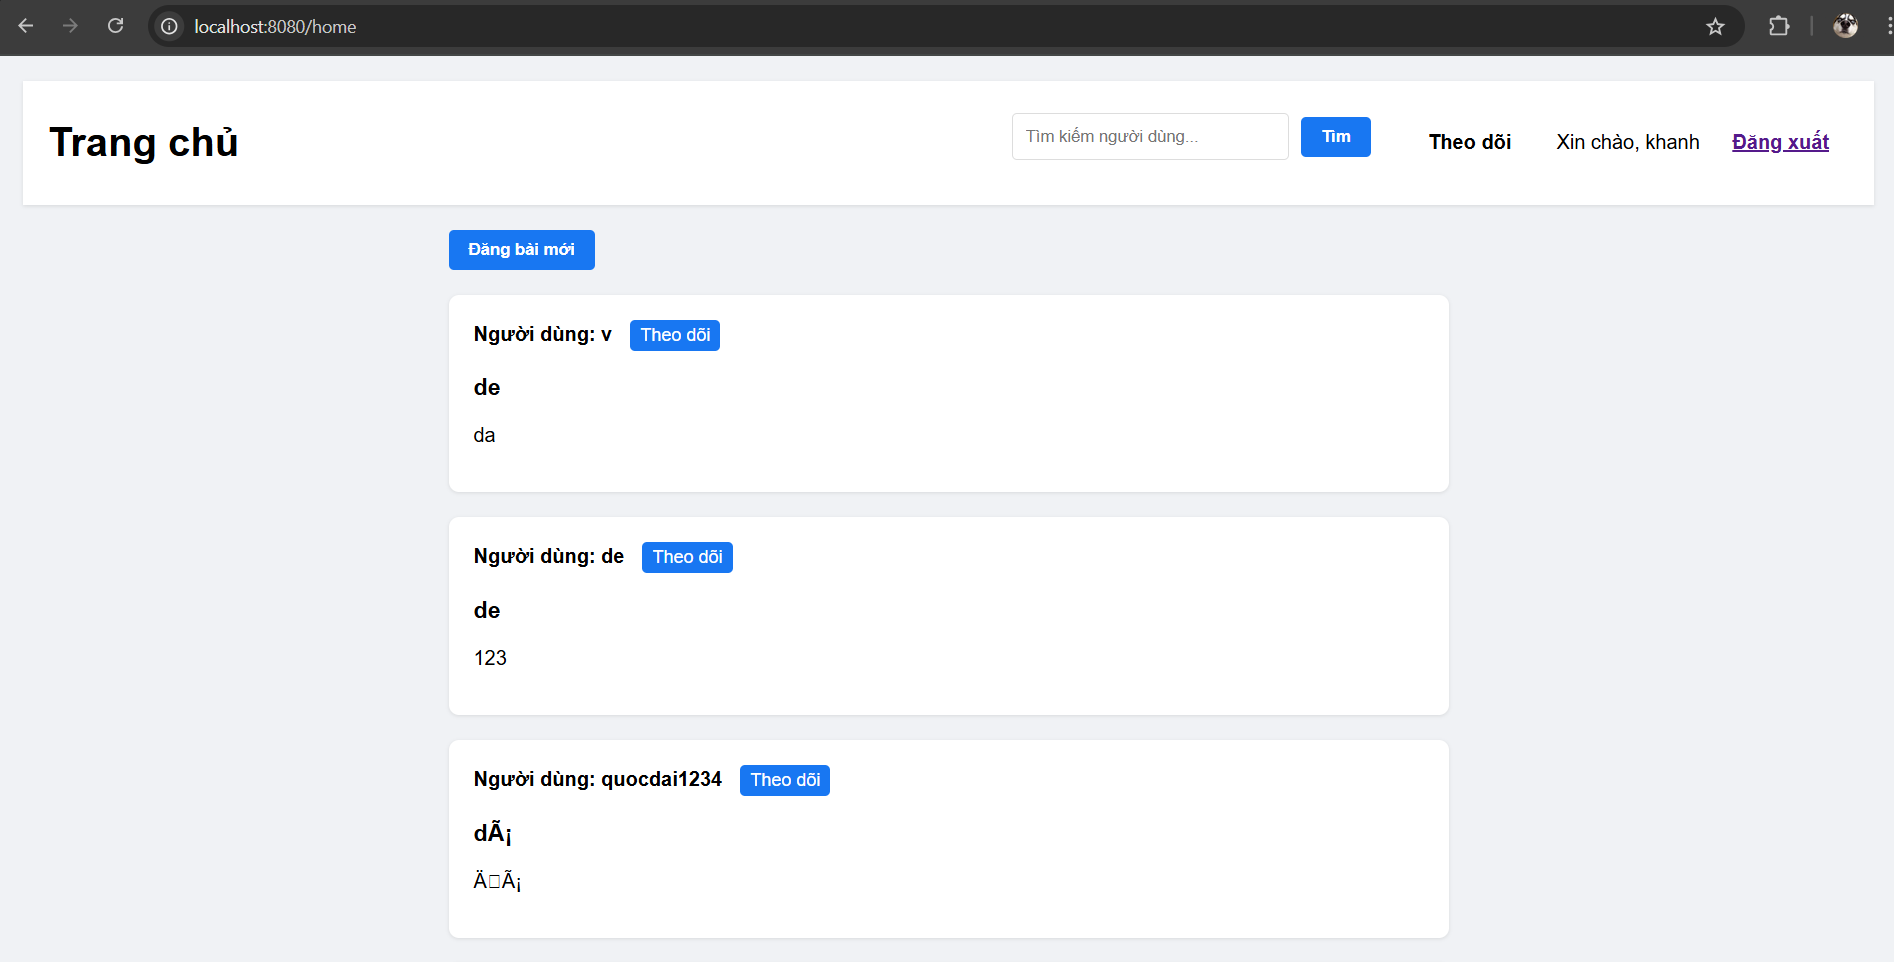 localhost:8080/home
Trang chủ
Tìm kiếm người dùng...
Tìm
Theo dõi
Xin chào, khanh
Đăng xuất
Đăng bài mới
Người dùng: v
Theo dõi
de
da
Người dùng: de
Theo dõi
de
123
Người dùng: quocdai1234
Theo dõi
dÃ¡
Ä□Ã¡